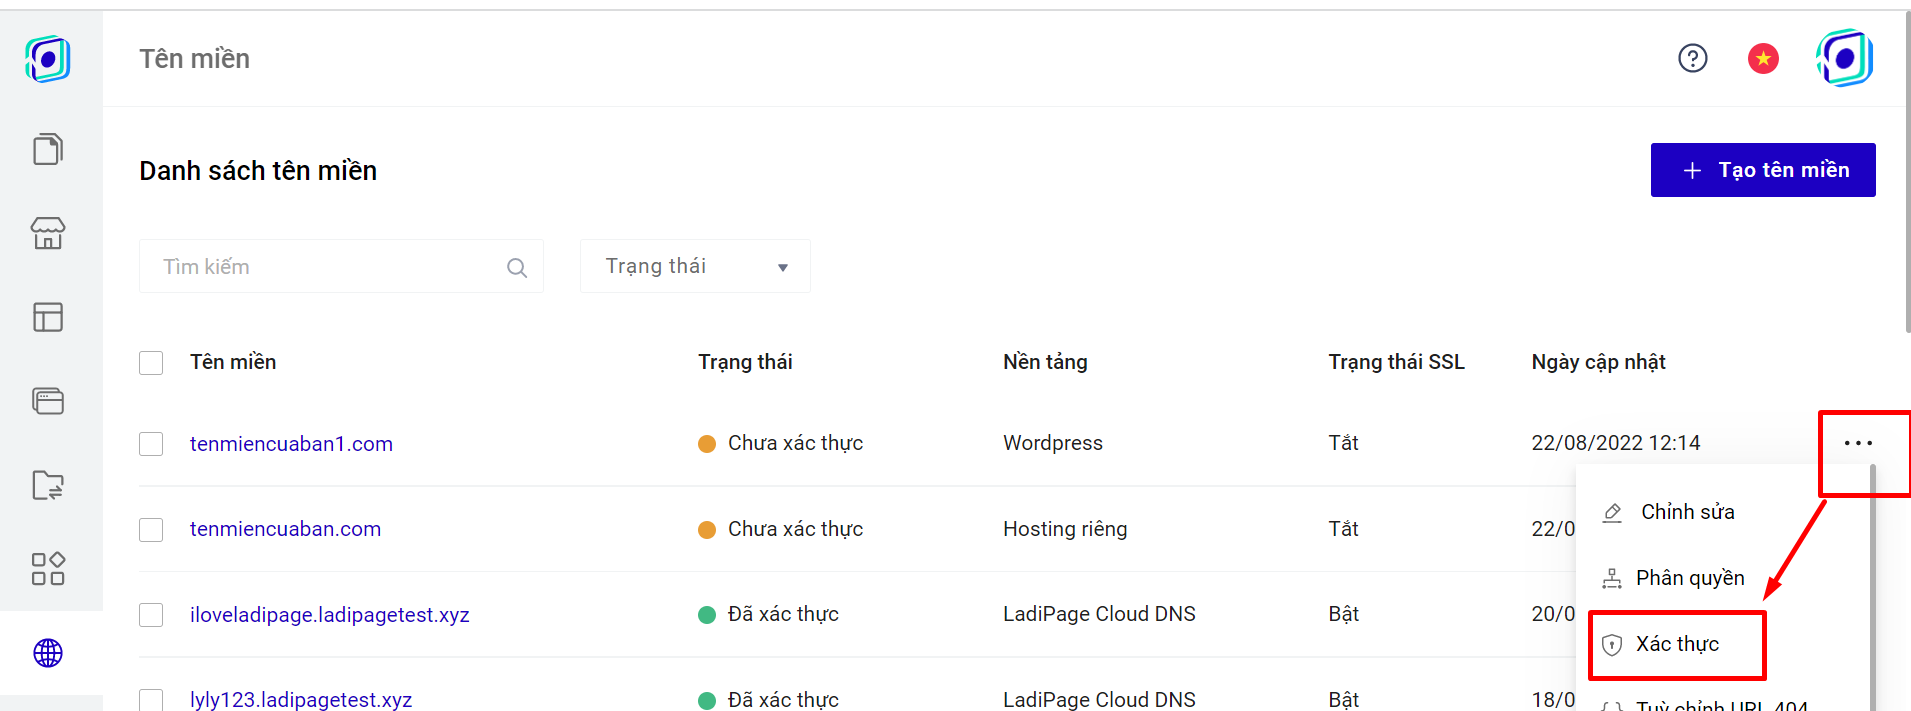 Tên miền
Danh sách tên miền
Tạo tên miền
Tìm kiếm
Trạng thái
Tên miền Trạng thái Nền tảng Trạng thái SSL Ngày cập nhật
tenmiencuaban1.com Chưa xác thực Wordpress Tắt 22/08/2022 12:14
Chỉnh sửa
tenmiencuaban.com Chưa xác thực Hosting riêng Tắt 22/0
Phân quyền
iloveladipage.ladipagetest.xyz Đã xác thực LadiPage Cloud DNS Bật 20/0
Xác thực
lyly123.ladipagetest.xyz Đã xác thực LadiPage Cloud DNS Bật 18/0
Tuỳ chỉnh URL 404